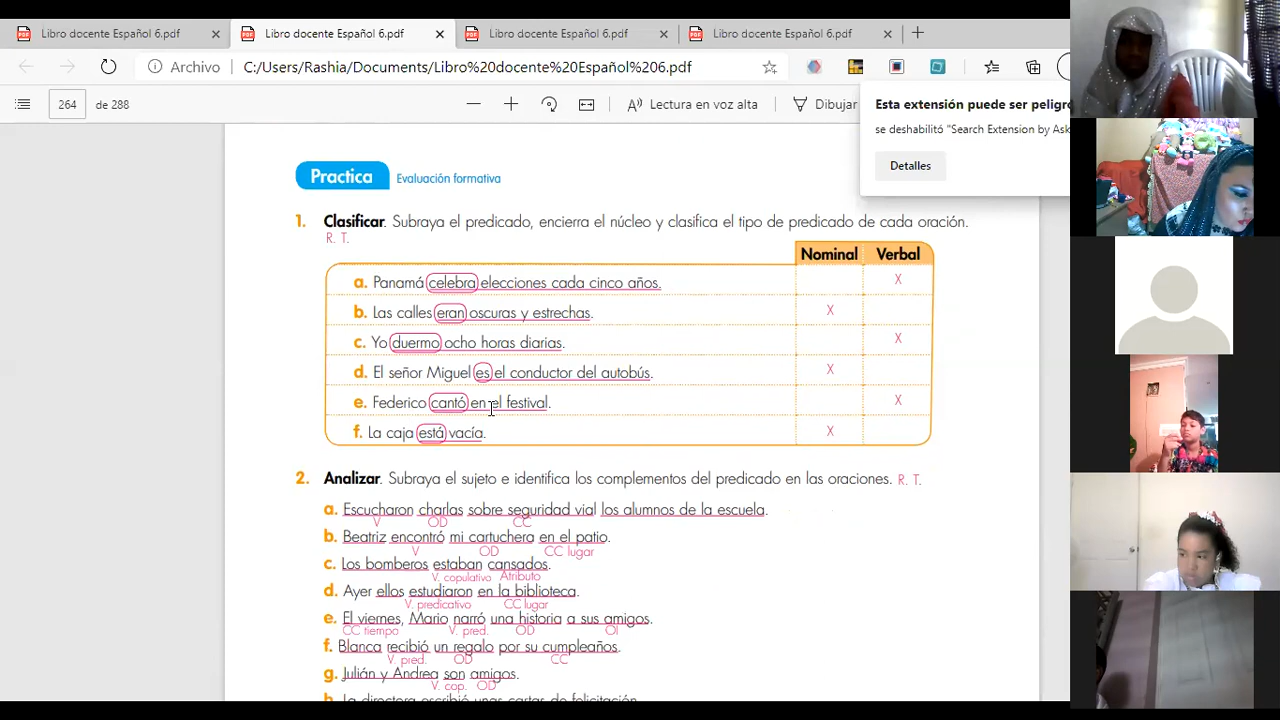 Libro docente Español 6.pdf
Libro docente Español 6.pdf
Libro docente Español 6.pdf
Libro docente Español 6.pdf
Archivo
C:/Users/Rashia/Documents/Libro%20docente%20Español%206.pdf
264
de 288
Lectura en voz alta
Dibujar
Esta extensión puede ser peligro
se deshabilitó "Search Extension by Ask
Detalles
Practica
Evaluación formativa
1. Clasificar. Subraya el predicado, encierra el núcleo y clasifica el tipo de predicado de cada oración.
R. T.
Nominal Verbal
a. Panamá celebra elecciones cada cinco años. X
b. Las calles eran oscuras y estrechas. X
c. Yo duermo ocho horas diarias. X
d. El señor Miguel es el conductor del autobús. X
e. Federico cantó en el festival. X
f. La caja está vacía. X
2. Analizar. Subraya el sujeto e identifica los complementos del predicado en las oraciones. R. T.
a. Escucharon charlas sobre seguridad vial los alumnos de la escuela.
V OD CC
b. Beatriz encontró mi cartuchera en el patio.
V OD CC lugar
c. Los bomberos estaban cansados.
V. copulativo Atributo
d. Ayer ellos estudiaron en la biblioteca.
V. predicativo CC lugar
e. El viernes, Mario narró una historia a sus amigos.
CC tiempo V. pred. OD OI
f. Blanca recibió un regalo por su cumpleaños.
V. pred. OD CC
g. Julián y Andrea son amigos.
V. cop. OD
h. La directora escribió unas cartas de felicitación.